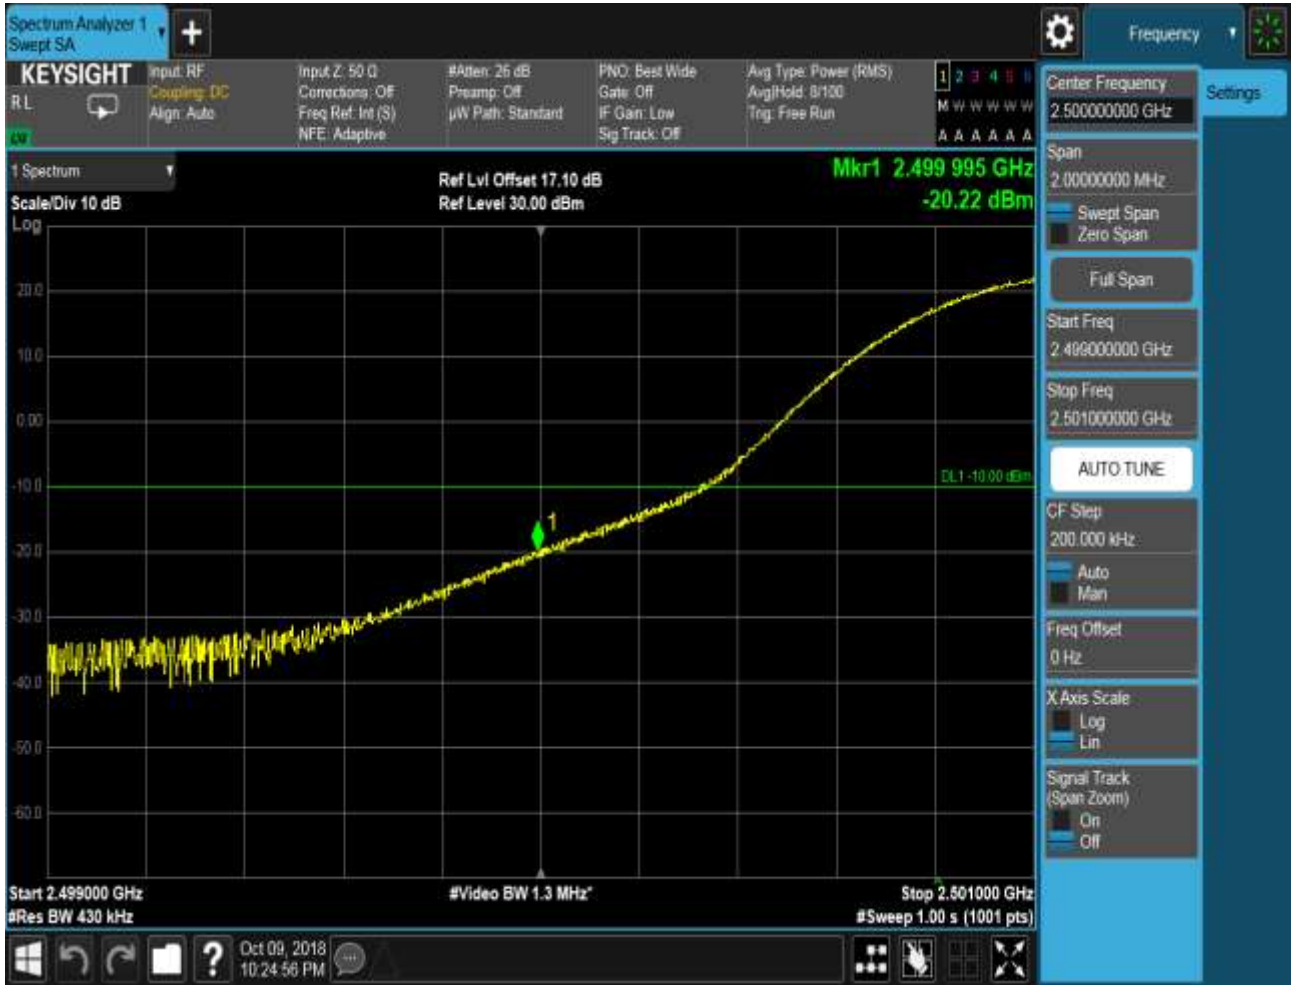 Spectrum Analyzer 1
Swept SA
+
Frequency
KEYSIGHT
R L
Input: RF
Coupling: DC
Align: Auto
Input Z: 50 Ω
Corrections: Off
Freq Ref: Int (S)
NFE: Adaptive
#Atten: 26 dB
Preamp: Off
µW Path: Standard
PNO: Best Wide
Gate: Off
IF Gain: Low
Sig Track: Off
Avg Type: Power (RMS)
Avg|Hold: 8/100
Trig: Free Run
1 2 3 4 5 6
M W W W W W
A A A A A A
1 Spectrum
Scale/Div 10 dB
Log
Ref Lvl Offset 17.10 dB
Ref Level 30.00 dBm
Mkr1 2.499 995 GHz
-20.22 dBm
20.0
10.0
0.00
-10.0
-20.0
-30.0
-40.0
-50.0
-60.0
DL1 -10.00 dBm
1
Start 2.499000 GHz
#Res BW 430 kHz
#Video BW 1.3 MHz*
Stop 2.501000 GHz
#Sweep 1.00 s (1001 pts)
?
Oct 09, 2018
10:24:56 PM
Center Frequency
2.500000000 GHz
Settings
Span
2.00000000 MHz
Swept Span
Zero Span
Full Span
Start Freq
2.499000000 GHz
Stop Freq
2.501000000 GHz
AUTO TUNE
CF Step
200.000 kHz
Auto
Man
Freq Offset
0 Hz
X Axis Scale
Log
Lin
Signal Track
(Span Zoom)
On
Off